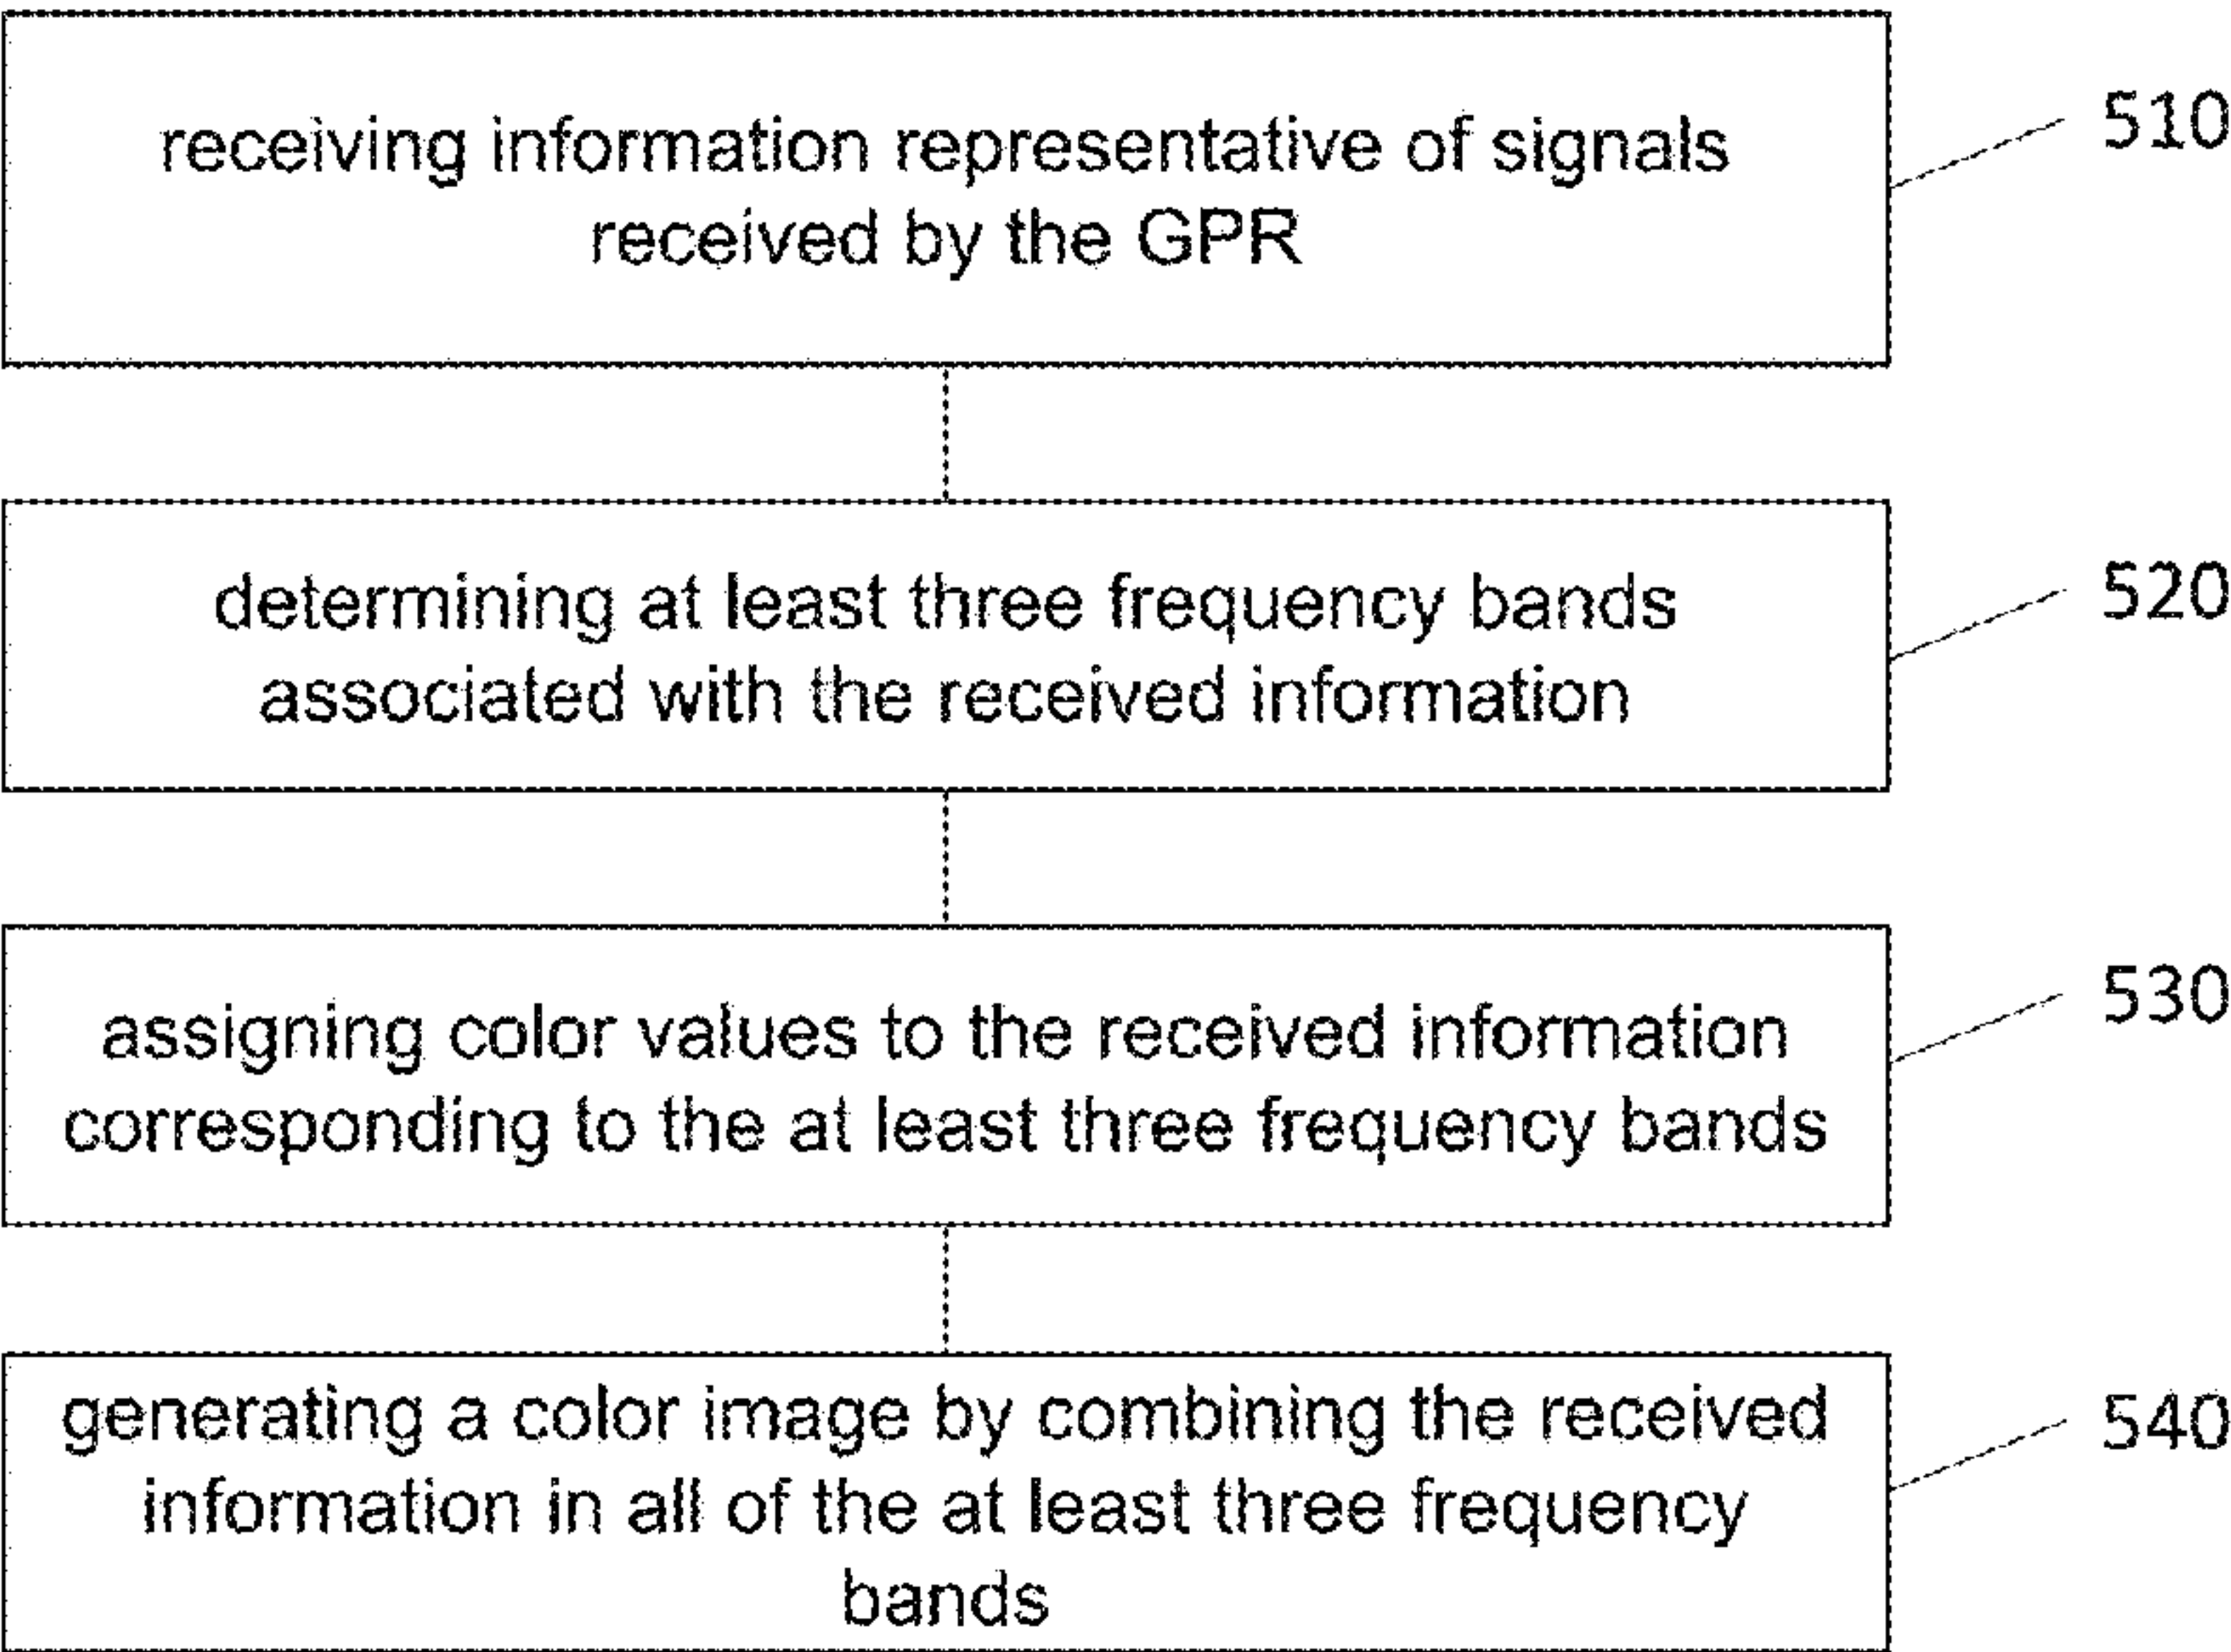 receiving information representative of signals
received by the GPR
510
determining at least three frequency bands
associated with the received information
520
assigning color values to the received information
corresponding to the at least three frequency bands
530
generating a color image by combining the received
information in all of the at least three frequency
bands
540